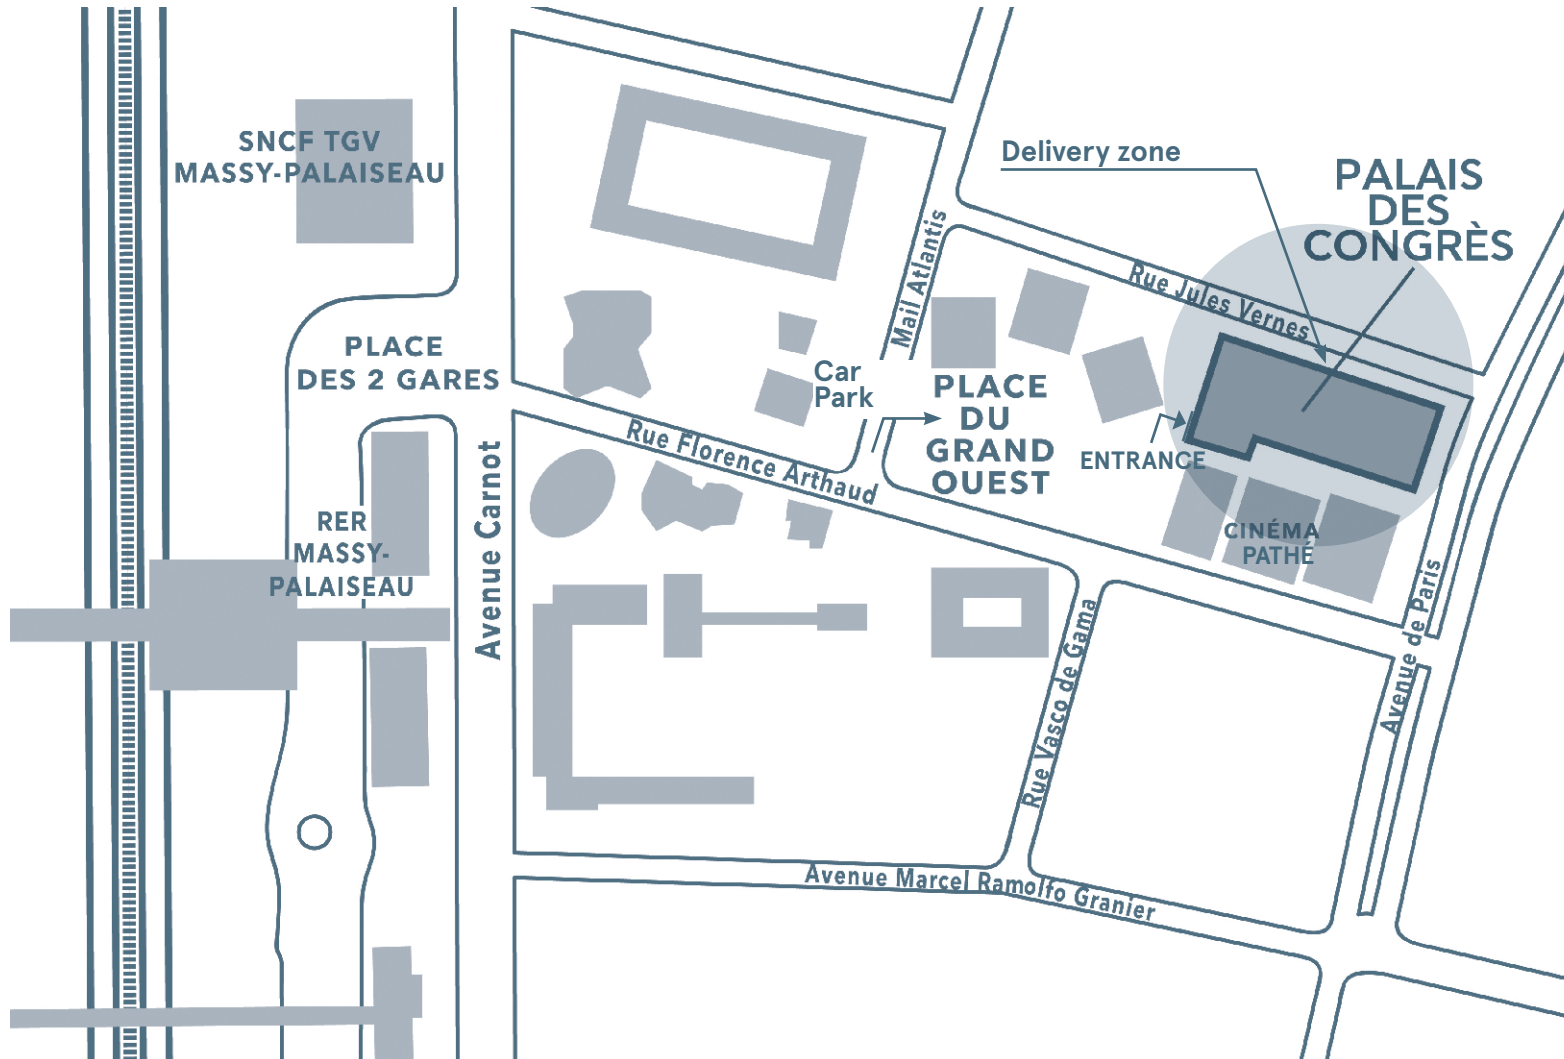 SNCF TGV
MASSY-PALAISEAU
Delivery zone
PALAIS
DES
CONGRÈS
Mail Atlantis
Rue Jules Vernes
PLACE
DES 2 GARES
Car
Park
PLACE
DU
GRAND
OUEST
ENTRANCE
Rue Florence Arthaud
Avenue Carnot
RER
MASSY-
PALAISEAU
CINÉMA
PATHÉ
Avenue de Paris
Rue Vasco de Gama
Avenue Marcel Ramolfo Granier